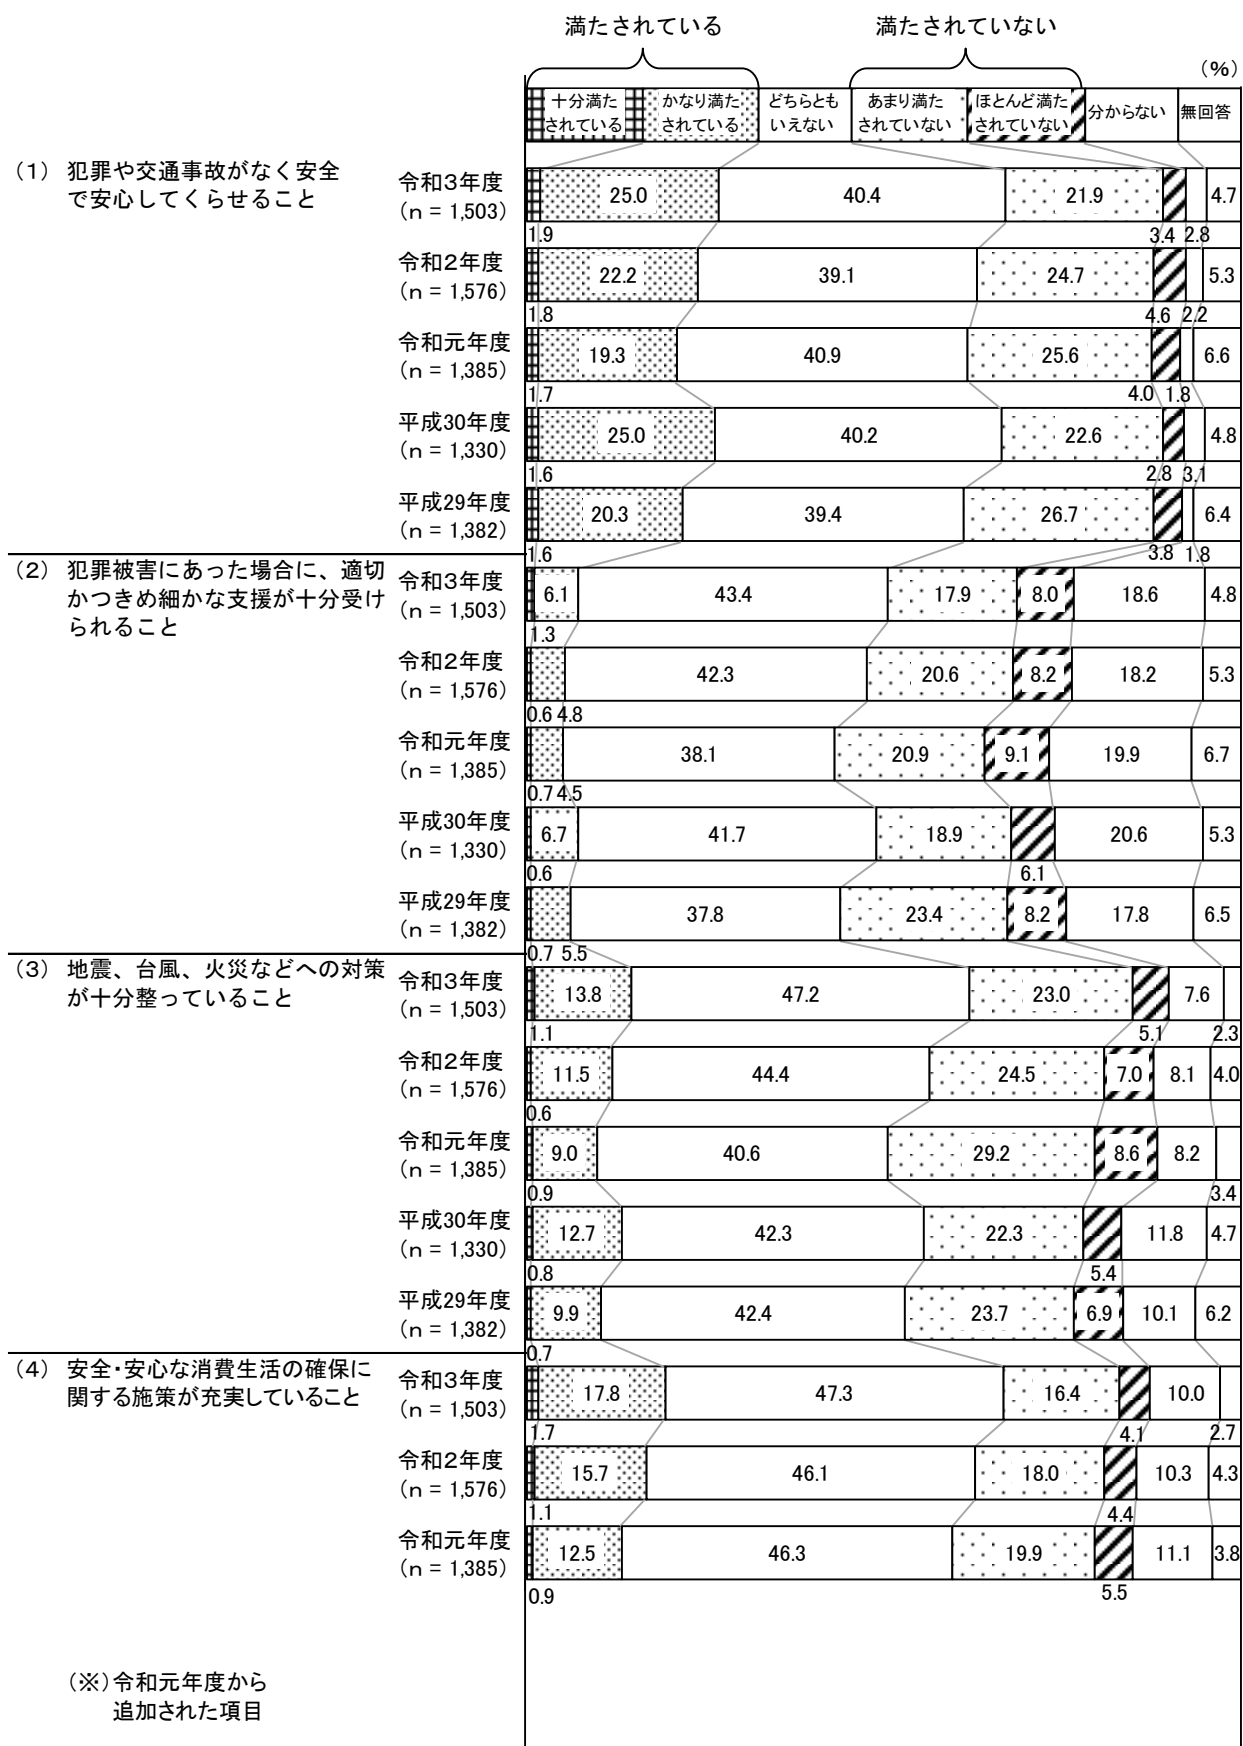 満たされている 満たされていない
(%)
十分満た かなり満た どちらとも あまり満た ほとんど満た 分からない 無回答
されている されている いえない されていない されていない
(1) 犯罪や交通事故がなく安全
で安心してくらせること
令和3年度
(n = 1,503)
25.0 40.4 21.9 4.7
1.9 3.4 2.8
令和2年度
(n = 1,576)
22.2 39.1 24.7 5.3
1.8 4.6 2.2
令和元年度
(n = 1,385)
19.3 40.9 25.6 6.6
1.7 4.0 1.8
平成30年度
(n = 1,330)
25.0 40.2 22.6 4.8
1.6 2.8 3.1
平成29年度
(n = 1,382)
20.3 39.4 26.7 6.4
1.6 3.8 1.8
(2) 犯罪被害にあった場合に、適切
かつきめ細かな支援が十分受け
られること
令和3年度
(n = 1,503)
6.1 43.4 17.9 8.0 18.6 4.8
1.3
令和2年度
(n = 1,576)
42.3 20.6 8.2 18.2 5.3
0.6 4.8
令和元年度
(n = 1,385)
38.1 20.9 9.1 19.9 6.7
0.7 4.5
平成30年度
(n = 1,330)
6.7 41.7 18.9 20.6 5.3
0.6 6.1
平成29年度
(n = 1,382)
37.8 23.4 8.2 17.8 6.5
0.7 5.5
(3) 地震、台風、火災などへの対策
が十分整っていること
令和3年度
(n = 1,503)
13.8 47.2 23.0 7.6
1.1 5.1 2.3
令和2年度
(n = 1,576)
11.5 44.4 24.5 7.0 8.1 4.0
0.6
令和元年度
(n = 1,385)
9.0 40.6 29.2 8.6 8.2
0.9 3.4
平成30年度
(n = 1,330)
12.7 42.3 22.3 11.8 4.7
0.8 5.4
平成29年度
(n = 1,382)
9.9 42.4 23.7 6.9 10.1 6.2
0.7
(4) 安全・安心な消費生活の確保に
関する施策が充実していること
令和3年度
(n = 1,503)
17.8 47.3 16.4 10.0
1.7 4.1 2.7
令和2年度
(n = 1,576)
15.7 46.1 18.0 10.3 4.3
1.1 4.4
令和元年度
(n = 1,385)
12.5 46.3 19.9 11.1 3.8
0.9 5.5
(※)令和元年度から
追加された項目